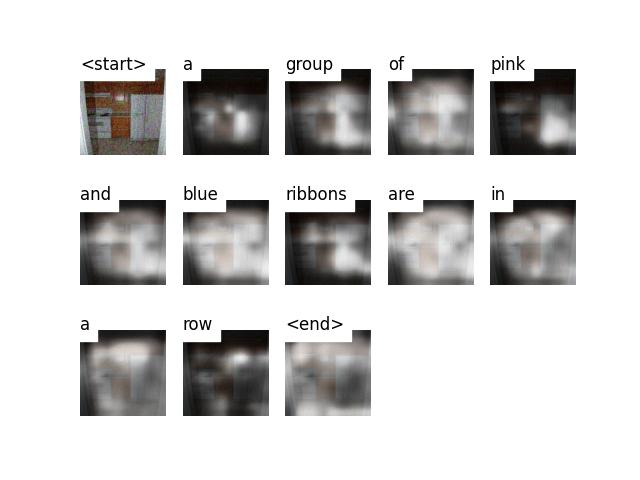 <start> a group of pink
and blue ribbons are in
a row <end>